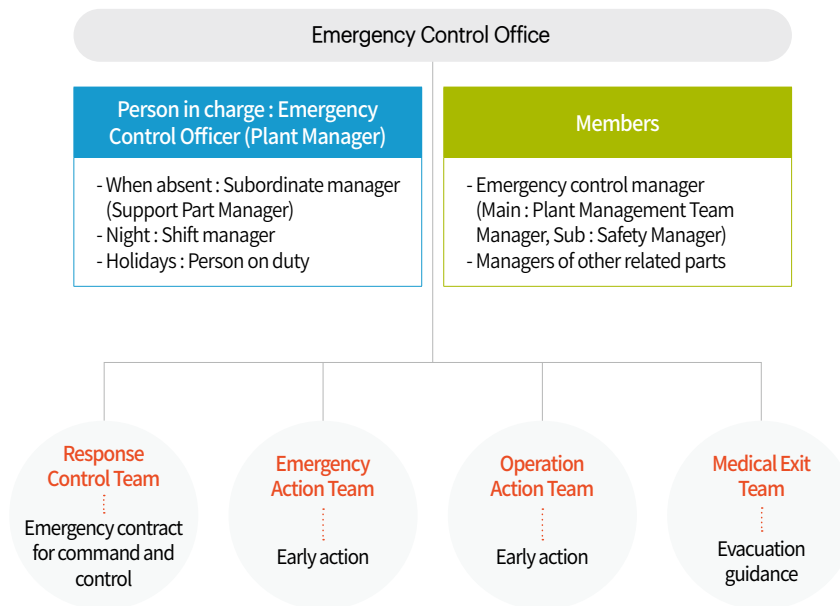 Emergency Control Office
Person in charge : Emergency
Control Officer (Plant Manager)
- When absent : Subordinate manager
(Support Part Manager)
- Night : Shift manager
- Holidays : Person on duty
Members
- Emergency control manager
(Main : Plant Management Team
Manager, Sub : Safety Manager)
- Managers of other related parts
Response
Control Team
Emergency contract
for command and
control
Emergency
Action Team
Early action
Operation
Action Team
Early action
Medical Exit
Team
Evacuation
guidance